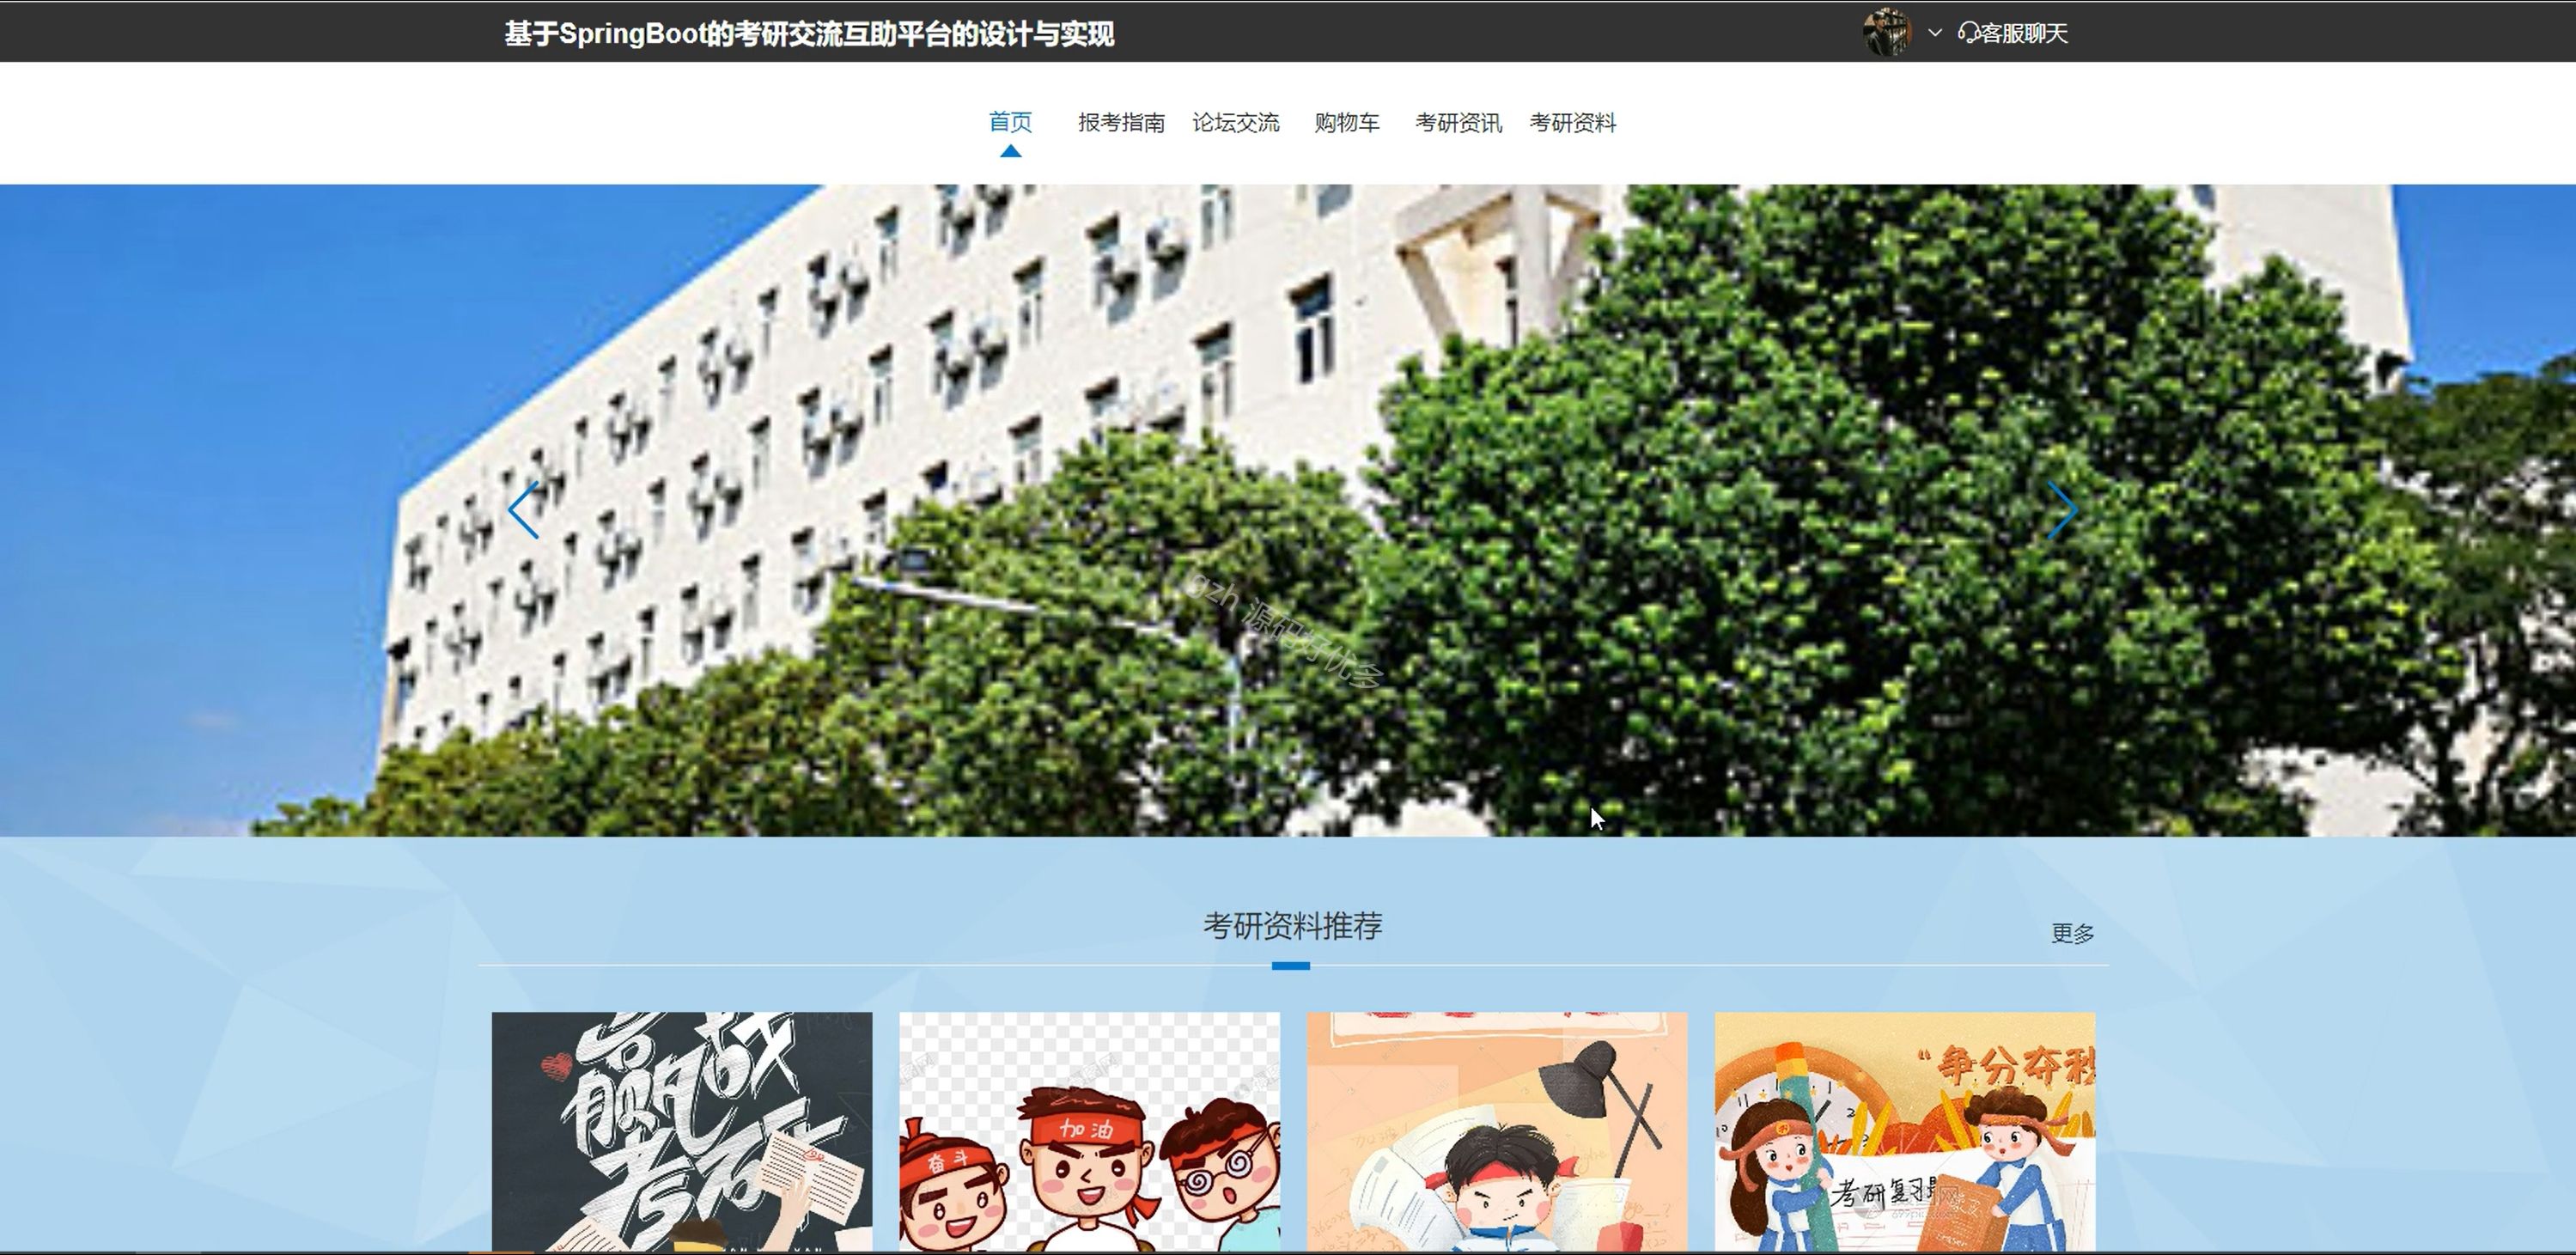 基于SpringBoot的考研交流互助平台的设计与实现
客服聊天
首页 报考指南 论坛交流 购物车 考研资讯 考研资料
gzh 源码好优多
考研资料推荐
更多
赢战
考研
加油
奋斗
“争分夺秒
考研复习